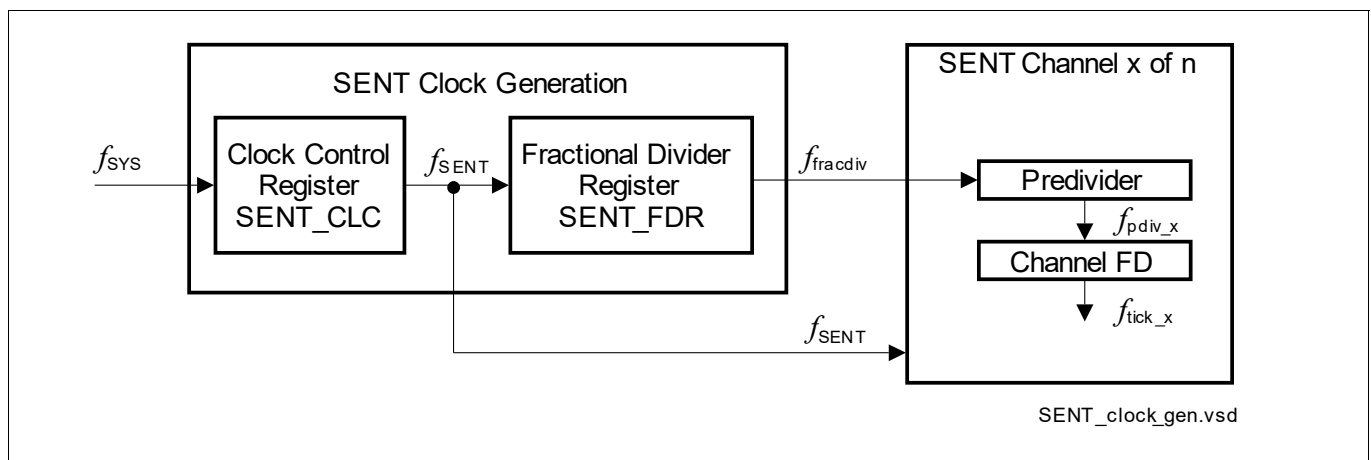 SENT Clock Generation
fSYS
Clock Control
Register
SENT_CLC
fSENT
Fractional Divider
Register
SENT_FDR
ffracdiv
fSENT
SENT Channel x of n
Predivider
fpdiv_x
Channel FD
ftick_x
SENT_clock_gen.vsd